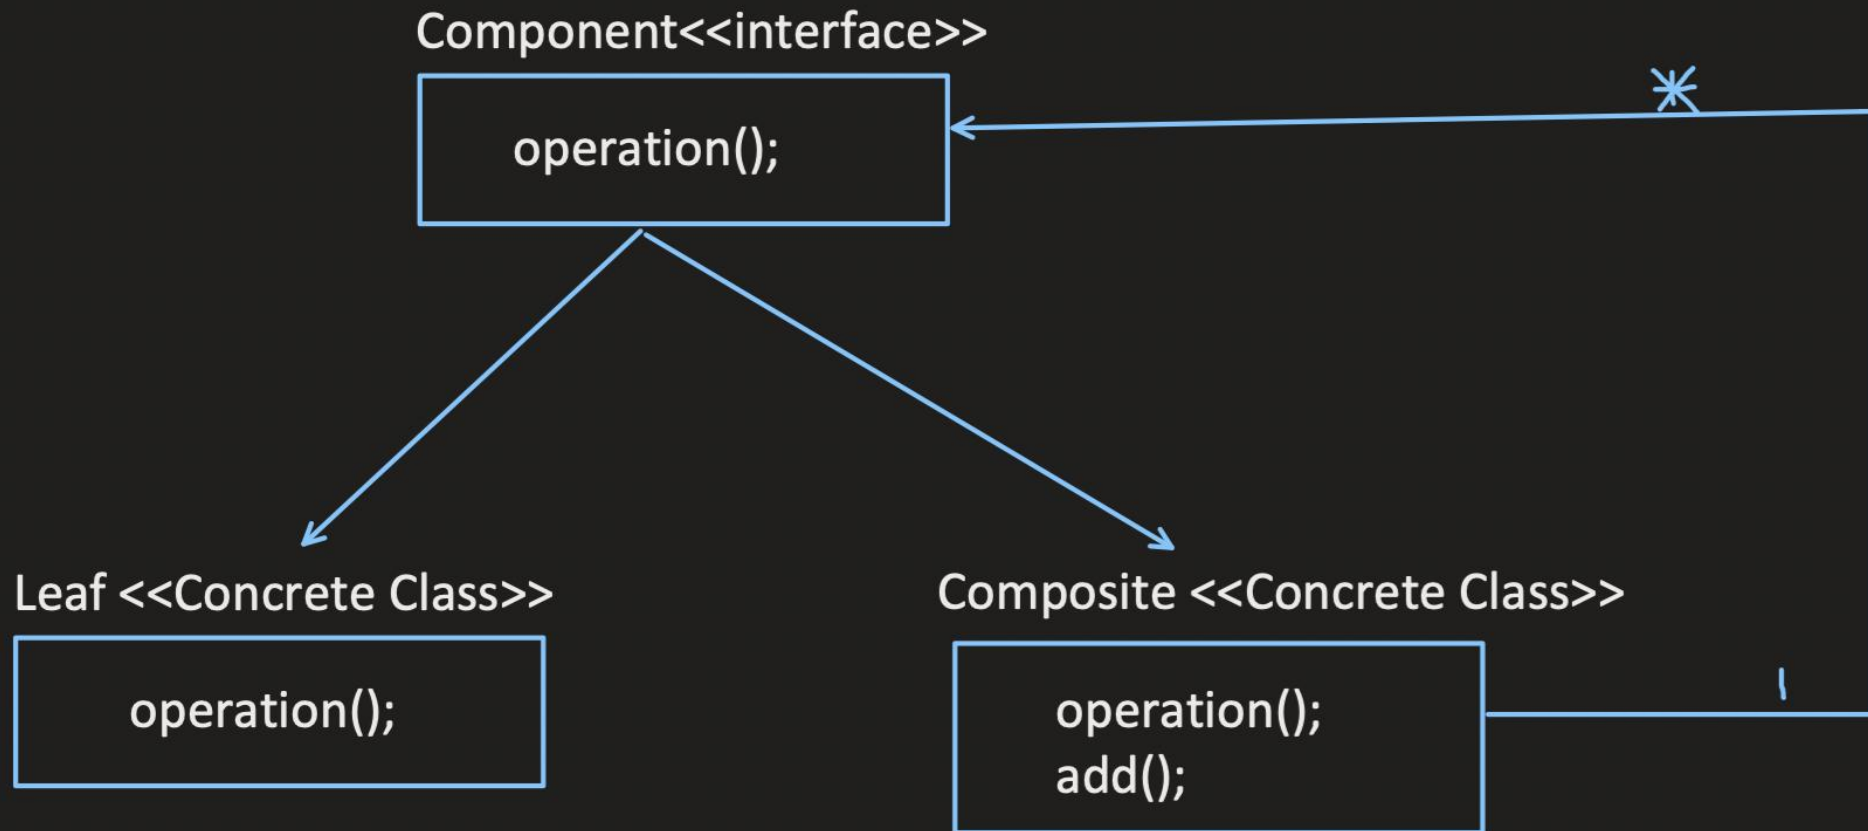 Component<<interface>>
*
operation();
Leaf <<Concrete Class>>
Composite <<Concrete Class>>
1
operation();
operation();
add();